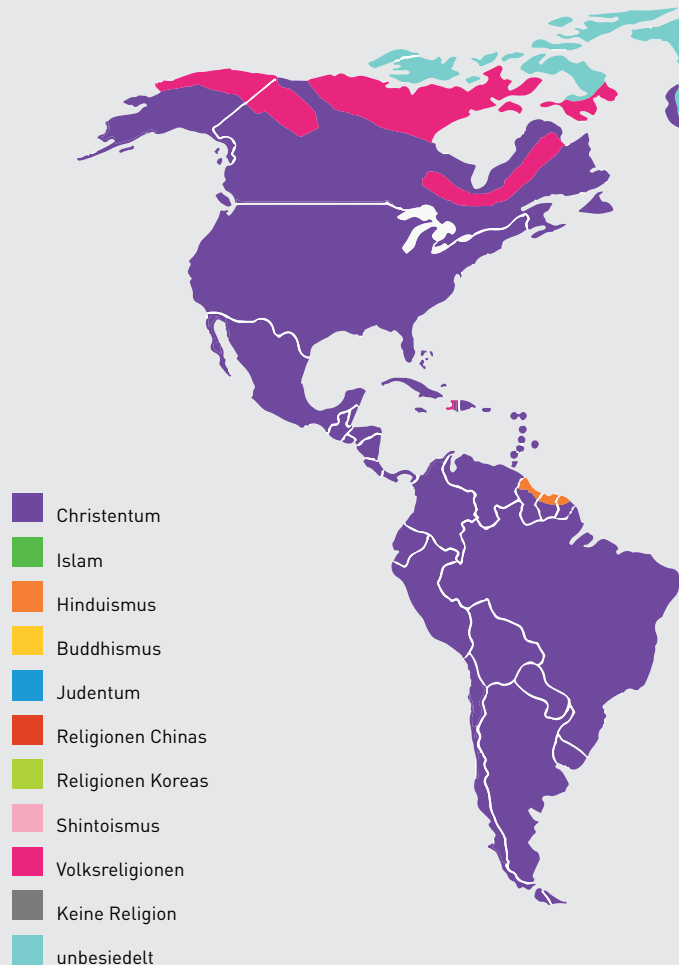 Christentum
Islam
Hinduismus
Buddhismus
Judentum
Religionen Chinas
Religionen Koreas
Shintoismus
Volksreligionen
Keine Religion
unbesiedelt